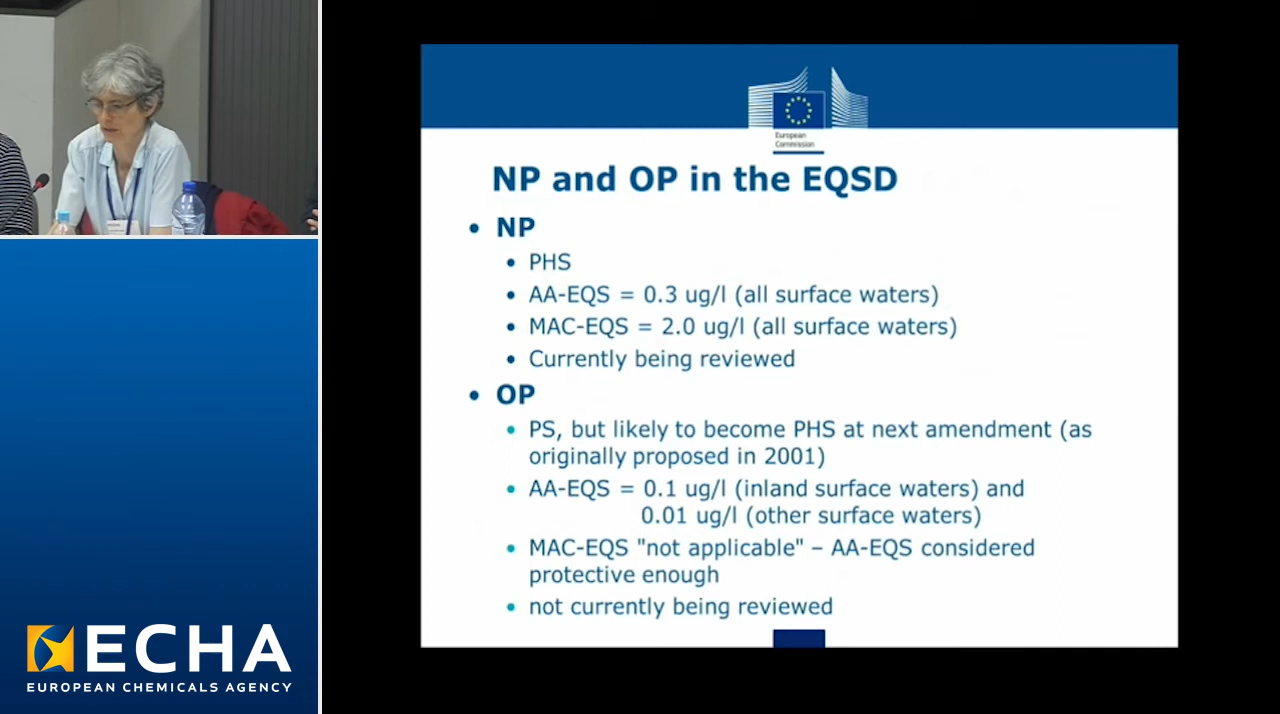 European
Commission
NP and OP in the EQSD
• NP
• PHS
• AA-EQS = 0.3 ug/l (all surface waters)
• MAC-EQS = 2.0 ug/l (all surface waters)
• Currently being reviewed
• OP
• PS, but likely to become PHS at next amendment (as
originally proposed in 2001)
• AA-EQS = 0.1 ug/l (inland surface waters) and
0.01 ug/l (other surface waters)
• MAC-EQS "not applicable" – AA-EQS considered
protective enough
• not currently being reviewed
ECHA
EUROPEAN CHEMICALS AGENCY